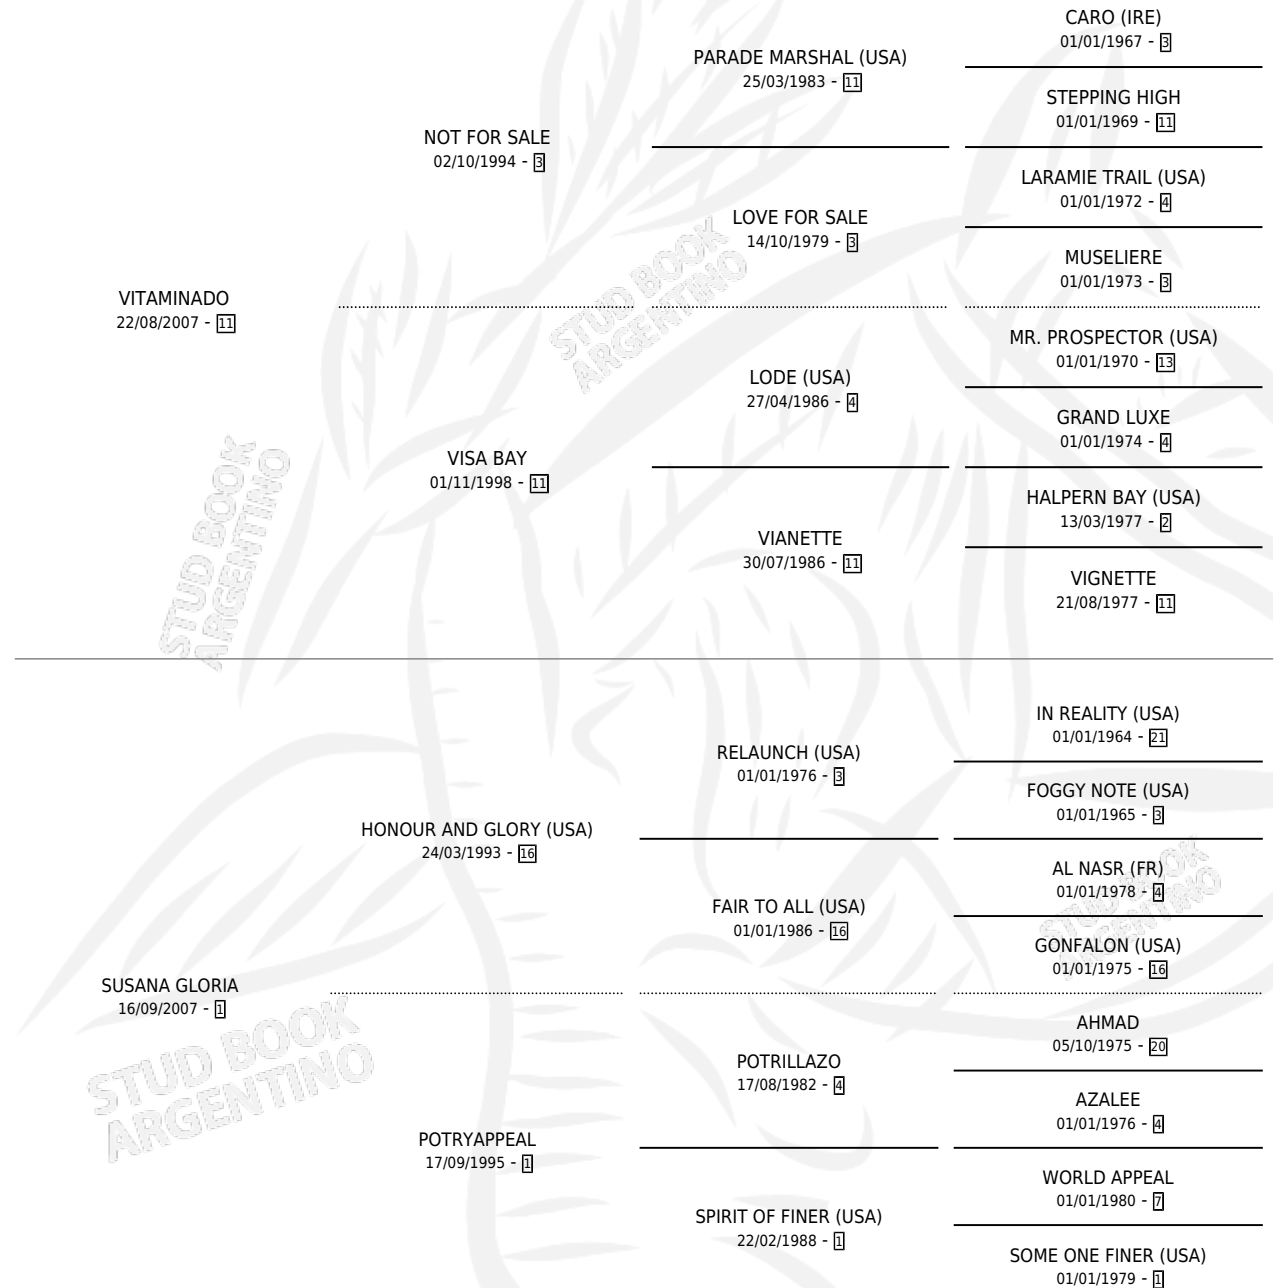 CARO (IRE)
01/01/1967 - 3
PARADE MARSHAL (USA)
25/03/1983 - 11
STEPPING HIGH
01/01/1969 - 11
NOT FOR SALE
02/10/1994 - 3
LARAMIE TRAIL (USA)
01/01/1972 - 4
LOVE FOR SALE
14/10/1979 - 3
MUSELIERE
01/01/1973 - 3
VITAMINADO
22/08/2007 - 11
MR. PROSPECTOR (USA)
01/01/1970 - 13
LODE (USA)
27/04/1986 - 4
GRAND LUXE
01/01/1974 - 4
VISA BAY
01/11/1998 - 11
HALPERN BAY (USA)
13/03/1977 - 2
VIANETTE
30/07/1986 - 11
VIGNETTE
21/08/1977 - 11
STUD BOOK
ARGENTINO
STUD BOOK
ARGENTINO
IN REALITY (USA)
01/01/1964 - 21
RELAUNCH (USA)
01/01/1976 - 3
FOGGY NOTE (USA)
01/01/1965 - 3
HONOUR AND GLORY (USA)
24/03/1993 - 16
AL NASR (FR)
01/01/1978 - 4
FAIR TO ALL (USA)
01/01/1986 - 16
GONFALON (USA)
01/01/1975 - 16
SUSANA GLORIA
16/09/2007 - 1
AHMAD
05/10/1975 - 20
POTRILLAZO
17/08/1982 - 4
AZALEE
01/01/1976 - 4
POTRYAPPEAL
17/09/1995 - 1
WORLD APPEAL
01/01/1980 - 7
SPIRIT OF FINER (USA)
22/02/1988 - 1
SOME ONE FINER (USA)
01/01/1979 - 1
STUD BOOK
ARGENTINO
STUD BOOK
ARGENTINO